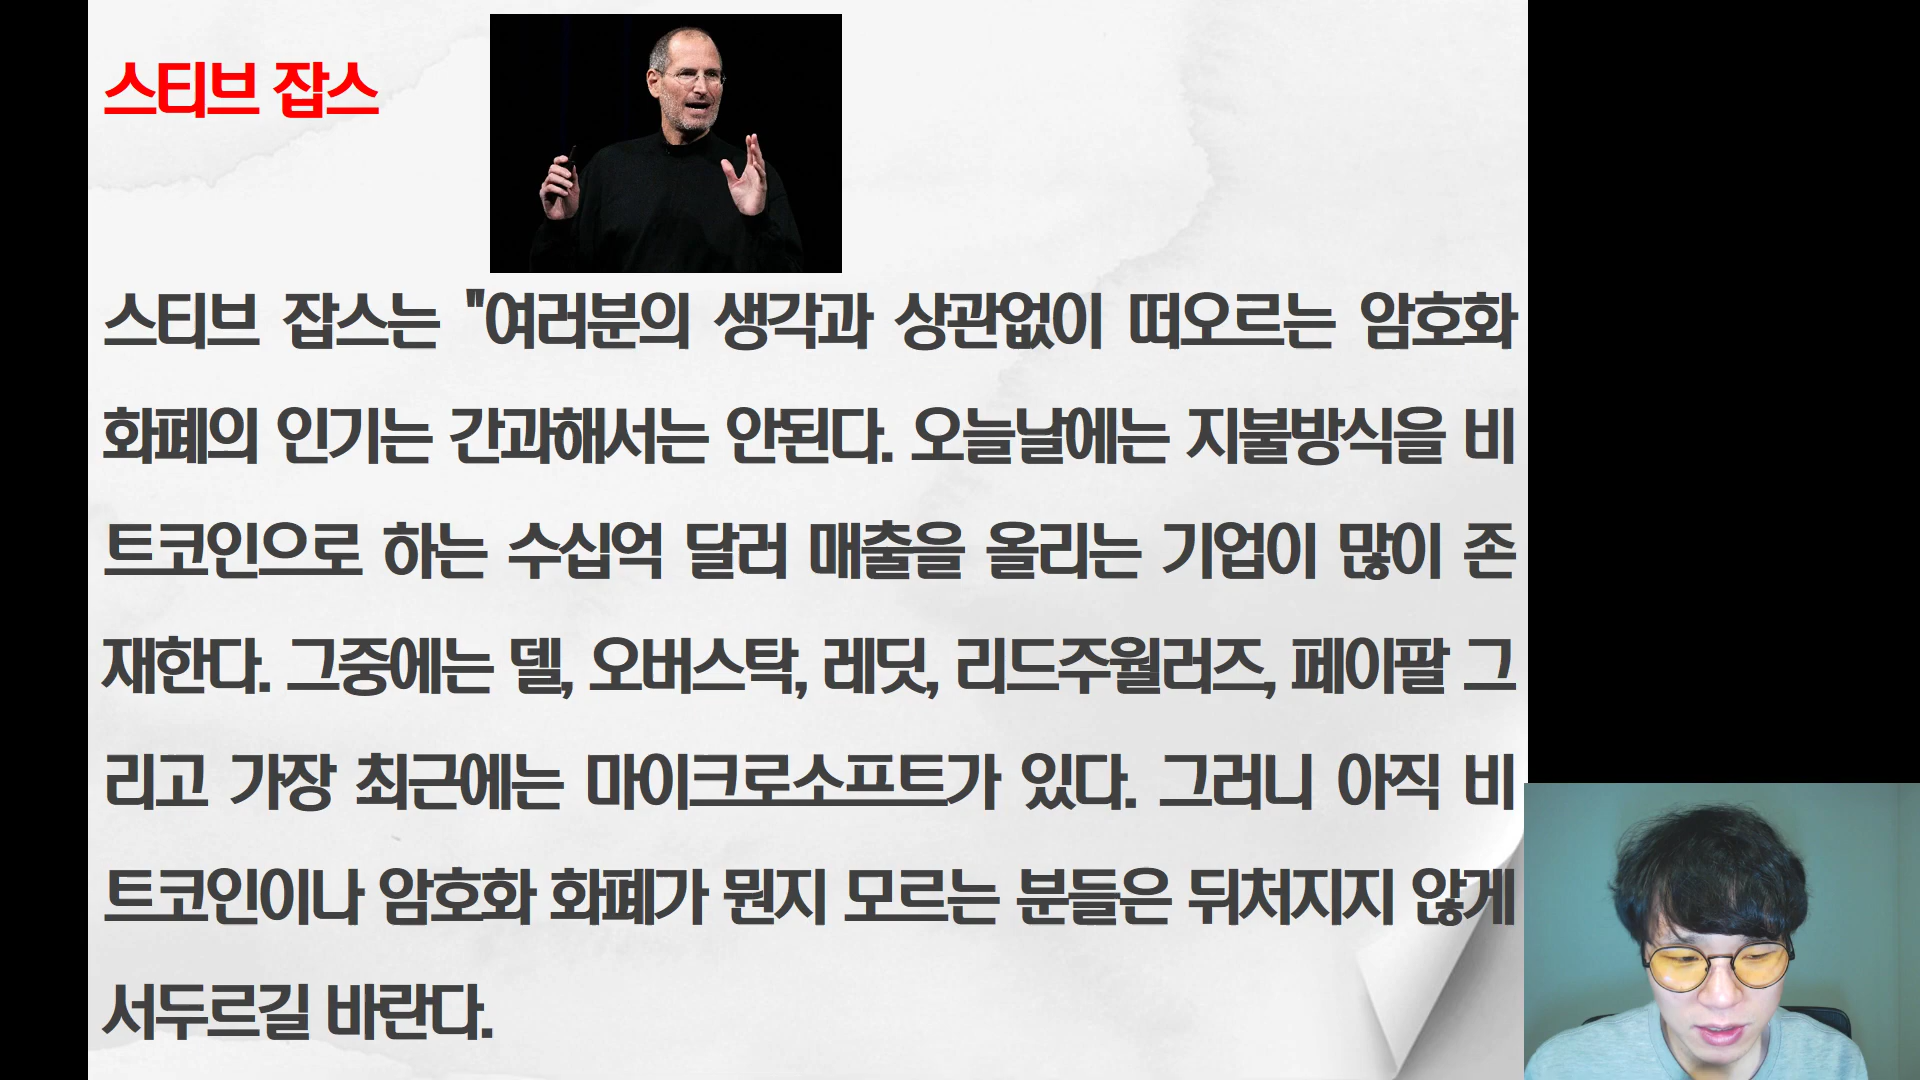 스티브 잡스
스티브 잡스는 "여러분의 생각과 상관없이 떠오르는 암호화
화폐의 인기는 간과해서는 안된다. 오늘날에는 지불방식을 비
트코인으로 하는 수십억 달러 매출을 올리는 기업이 많이 존
재한다. 그중에는 델, 오버스탁, 레딧, 리드주월러즈, 페이팔 그
리고 가장 최근에는 마이크로소프트가 있다. 그러니 아직 비
트코인이나 암호화 화폐가 뭔지 모르는 분들은 뒤처지지 않게
서두르길 바란다.